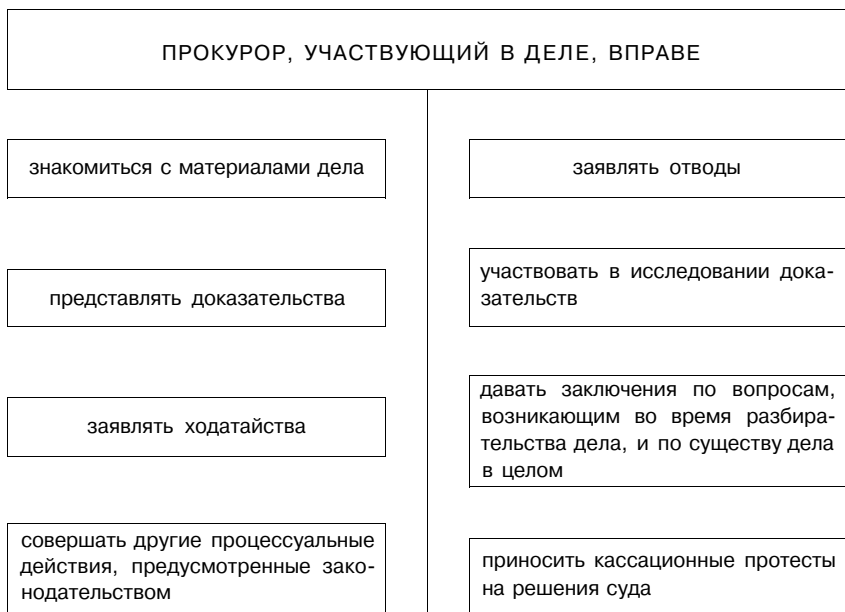 ПРОКУРОР, УЧАСТВУЮЩИЙ В ДЕЛЕ, ВПРАВЕ
знакомиться с материалами дела
заявлять отводы
представлять доказательства
участвовать в исследовании дока-
зательств
заявлять ходатайства
давать заключения по вопросам,
возникающим во время разбира-
тельства дела, и по существу дела
в целом
совершать другие процессуальные
действия, предусмотренные зако-
нодательством
приносить кассационные протесты
на решения суда